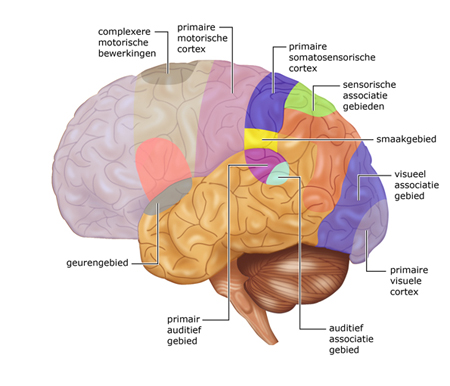 complexere
motorische
bewerkingen
primaire
motorische
cortex
primaire
somatosensorische
cortex
sensorische
associatie
gebieden
smaakgebied
visueel
associatie
gebied
geurengebied
primaire
visuele
cortex
primair
auditief
gebied
auditief
associatie
gebied